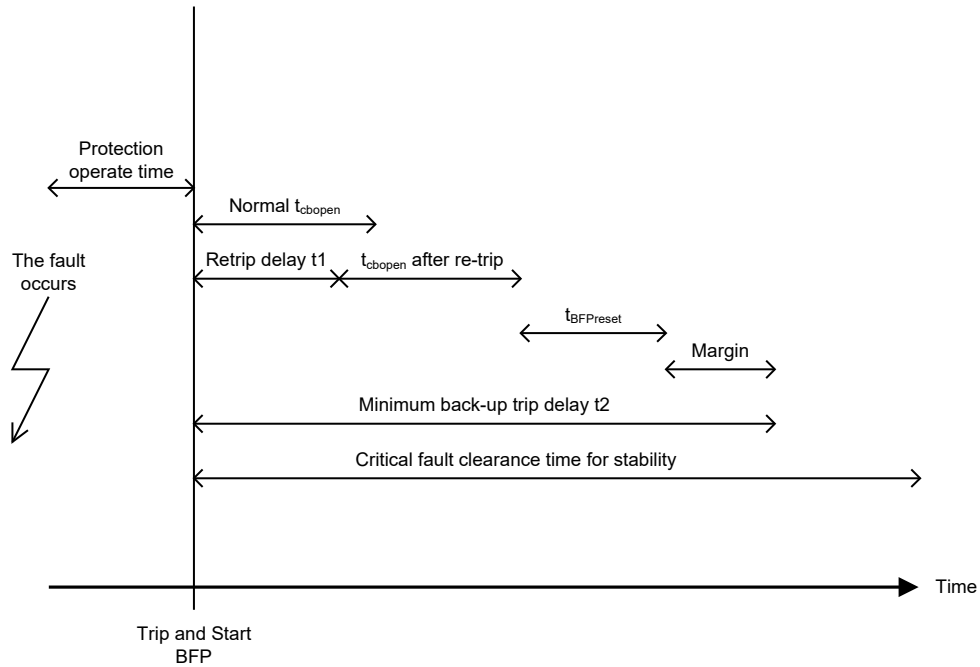 Protection
operate time
Normal tcbopen
The fault
occurs
Retrip delay t1
tcbopen after re-trip
tBFPreset
Margin
Minimum back-up trip delay t2
Critical fault clearance time for stability
Time
Trip and Start
BFP